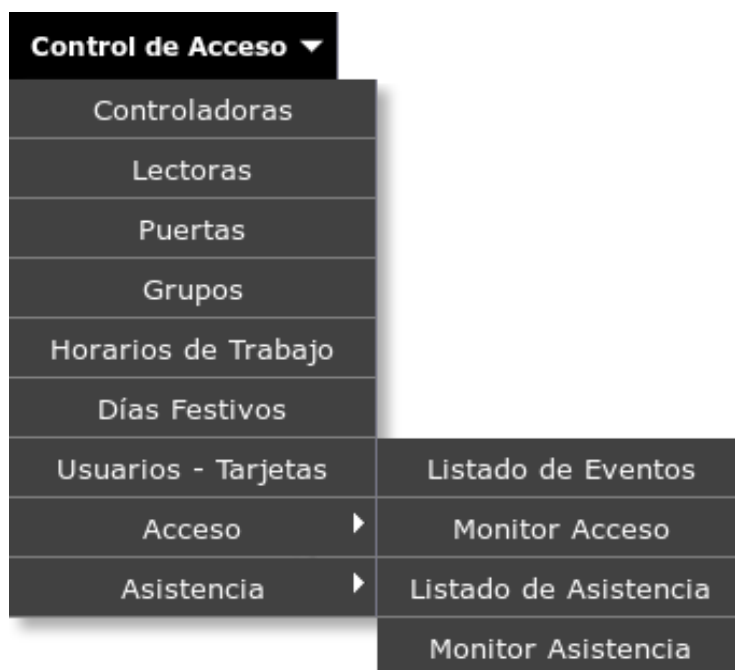 Control de Acceso
Controladoras
Lectoras
Puertas
Grupos
Horarios de Trabajo
Días Festivos
Usuarios - Tarjetas
Acceso
Asistencia
Listado de Eventos
Monitor Acceso
Listado de Asistencia
Monitor Asistencia